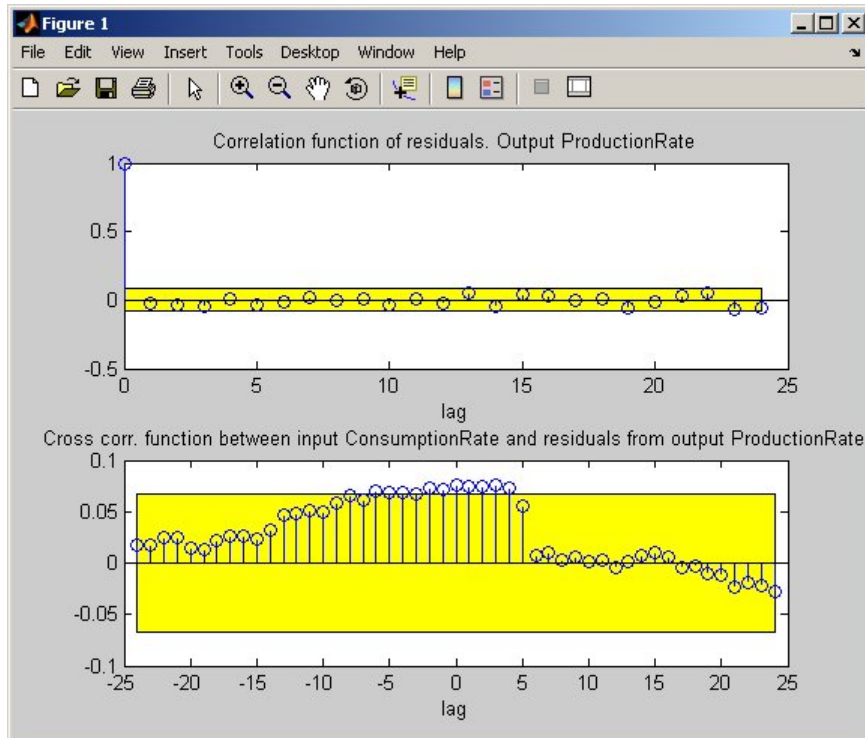 Figure 1
File Edit View Insert Tools Desktop Window Help
Correlation function of residuals. Output ProductionRate
1
0.5
0
-0.5
0 5 10 15 20 25
lag
Cross corr. function between input ConsumptionRate and residuals from output ProductionRate
0.1
0.05
0
-0.05
-0.1
-25 -20 -15 -10 -5 0 5 10 15 20 25
lag